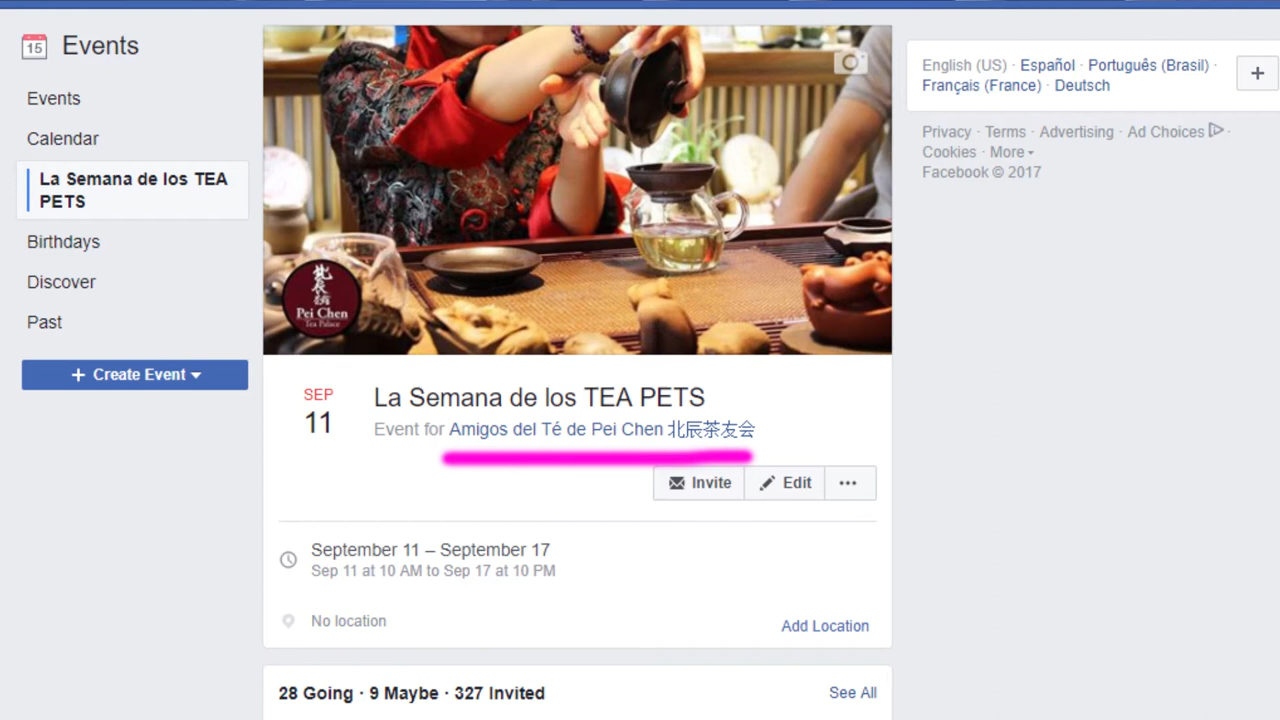 15 Events
Events
Calendar
La Semana de los TEA
PETS
Birthdays
Discover
Past
+ Create Event
Pei Chen
Tea Palace
SEP
11
La Semana de los TEA PETS
Event for Amigos del Té de Pei Chen 北辰茶友会
Invite Edit ...
September 11 – September 17
Sep 11 at 10 AM to Sep 17 at 10 PM
No location Add Location
28 Going · 9 Maybe · 327 Invited See All
English (US) · Español · Português (Brasil) ·
Français (France) · Deutsch
+
Privacy · Terms · Advertising · Ad Choices ·
Cookies · More
Facebook © 2017